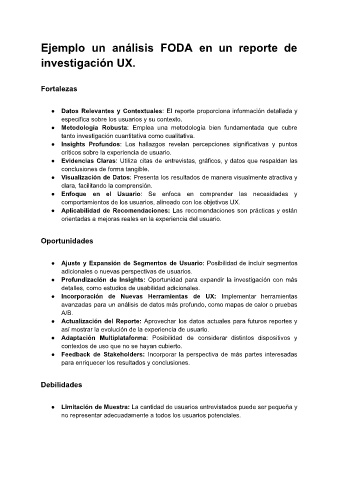 Ejemplo un análisis FODA en un reporte de
investigación UX.
Fortalezas
● Datos Relevantes y Contextuales: El reporte proporciona información detallada y
específica sobre los usuarios y su contexto.
● Metodología Robusta: Emplea una metodología bien fundamentada que cubre
tanto investigación cuantitativa como cualitativa.
● Insights Profundos: Los hallazgos revelan percepciones significativas y puntos
críticos sobre la experiencia de usuario.
● Evidencias Claras: Utiliza citas de entrevistas, gráficos, y datos que respaldan las
conclusiones de forma tangible.
● Visualización de Datos: Presenta los resultados de manera visualmente atractiva y
clara, facilitando la comprensión.
● Enfoque en el Usuario: Se enfoca en comprender las necesidades y
comportamientos de los usuarios, alineado con los objetivos UX.
● Aplicabilidad de Recomendaciones: Las recomendaciones son prácticas y están
orientadas a mejoras reales en la experiencia del usuario.
Oportunidades
● Ajuste y Expansión de Segmentos de Usuario: Posibilidad de incluir segmentos
adicionales o nuevas perspectivas de usuarios.
● Profundización de Insights: Oportunidad para expandir la investigación con más
detalles, como estudios de usabilidad adicionales.
● Incorporación de Nuevas Herramientas de UX: Implementar herramientas
avanzadas para un análisis de datos más profundo, como mapas de calor o pruebas
A/B.
● Actualización del Reporte: Aprovechar los datos actuales para futuros reportes y
así mostrar la evolución de la experiencia de usuario.
● Adaptación Multiplataforma: Posibilidad de considerar distintos dispositivos y
contextos de uso que no se hayan cubierto.
● Feedback de Stakeholders: Incorporar la perspectiva de más partes interesadas
para enriquecer los resultados y conclusiones.
Debilidades
● Limitación de Muestra: La cantidad de usuarios entrevistados puede ser pequeña y
no representar adecuadamente a todos los usuarios potenciales.